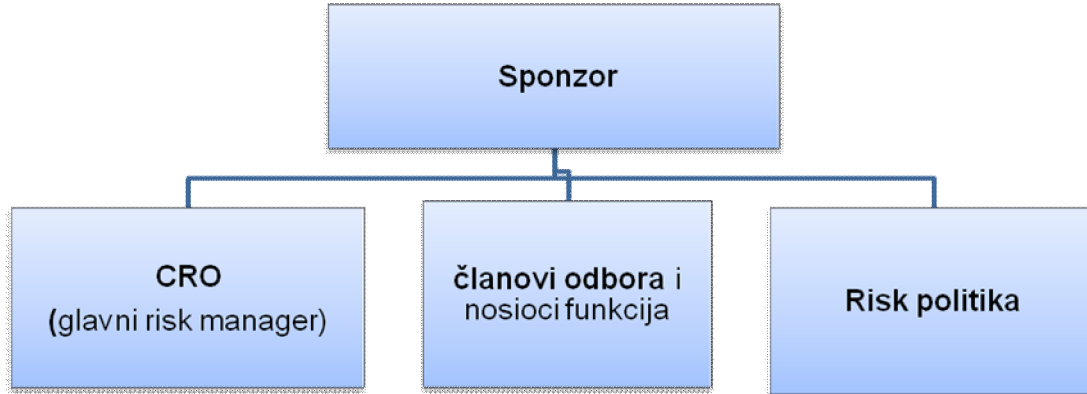 Sponzor
CRO
(glavni risk manager)
članovi odbora i
nosioci funkcija
Risk politika